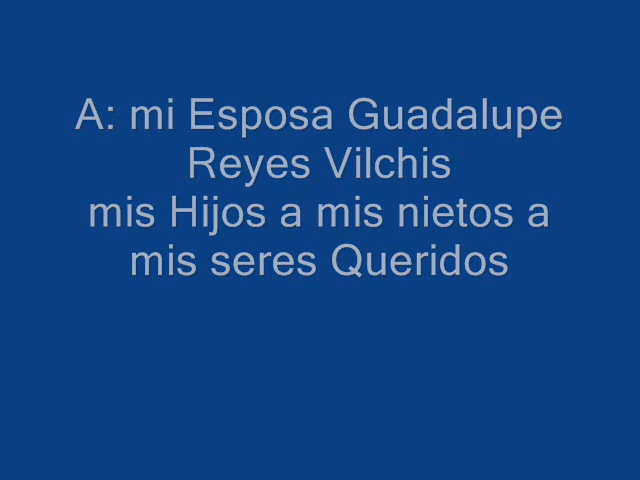 A: mi Esposa Guadalupe
Reyes Vilchis
mis Hijos a mis nietos a
mis seres Queridos